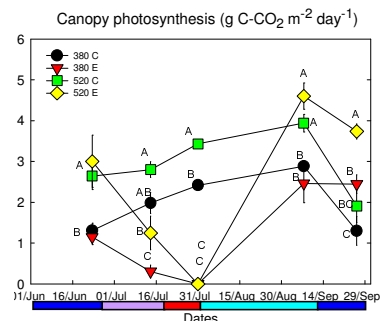 Canopy photosynthesis (g C-CO2 m-2 day-1)
6
380 C
380 E
520 C
520 E
5
4
3
2
1
0
A
A
A
A
A
A
B
AB
B
B
B
B
B
BC
C
C
C
C
01/Jun 16/Jun 01/Jul 16/Jul 31/Jul 15/Aug 30/Aug 14/Sep 29/Sep
Dates